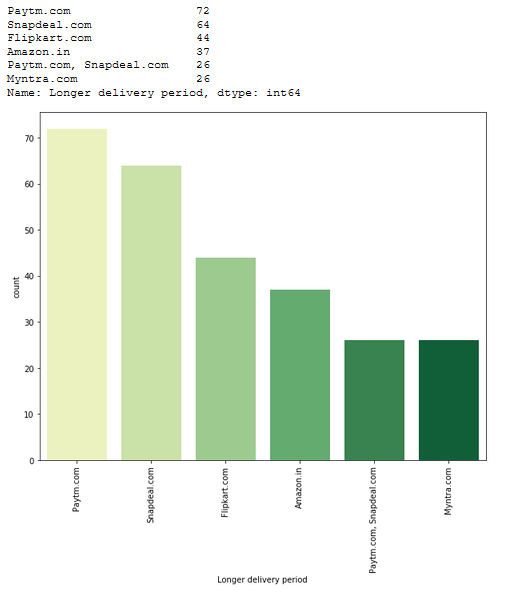 Paytm.com 72
Snapdeal.com 64
Flipkart.com 44
Amazon.in 37
Paytm.com, Snapdeal.com 26
Myntra.com 26
Name: Longer delivery period, dtype: int64
70
60
50
40
30
20
10
0
count
Paytm.com
Snapdeal.com
Flipkart.com
Amazon.in
Paytm.com, Snapdeal.com
Myntra.com
Longer delivery period